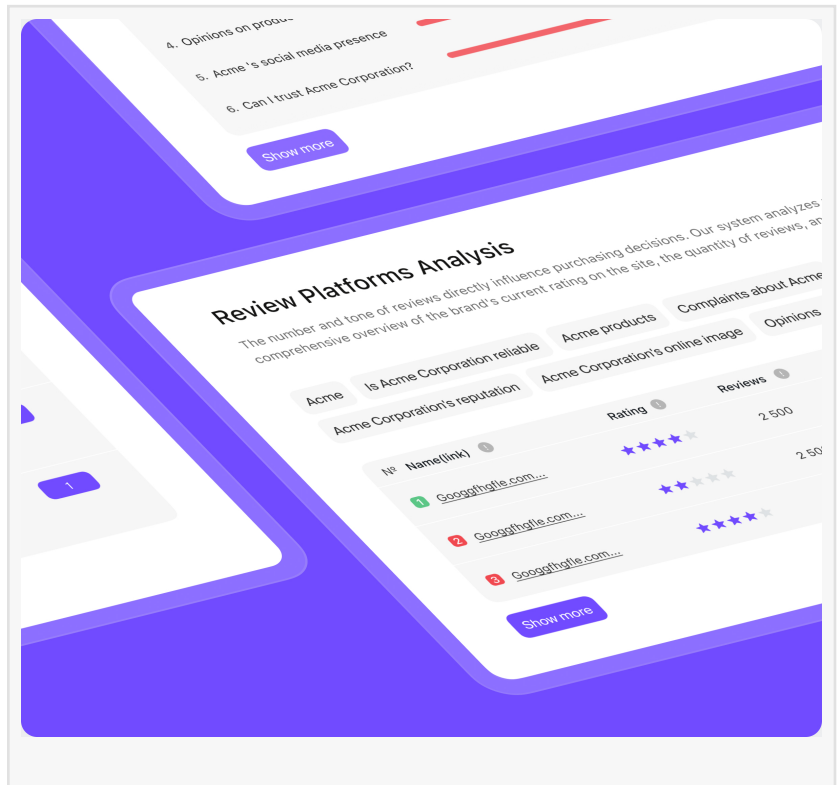 4. Opinions on
5. Acme 's social media presence
6. Can I trust Acme Corporation?
Show more
Review Platforms Analysis
The number and tone of reviews directly influence purchasing decisions. Our system analyzes
comprehensive overview of the brand's current rating on the site, the quantity of reviews,
Acme Is Acme Corporation reliable Acme products Complaints about Acme
Acme Corporation's reputation Acme Corporation's online image Opinions
Nº Name(link) Rating Reviews
1 Googgfhgfle.com... 2 500
2 Googgfhgfle.com...
3 Googgfhgfle.com...
Show more
1